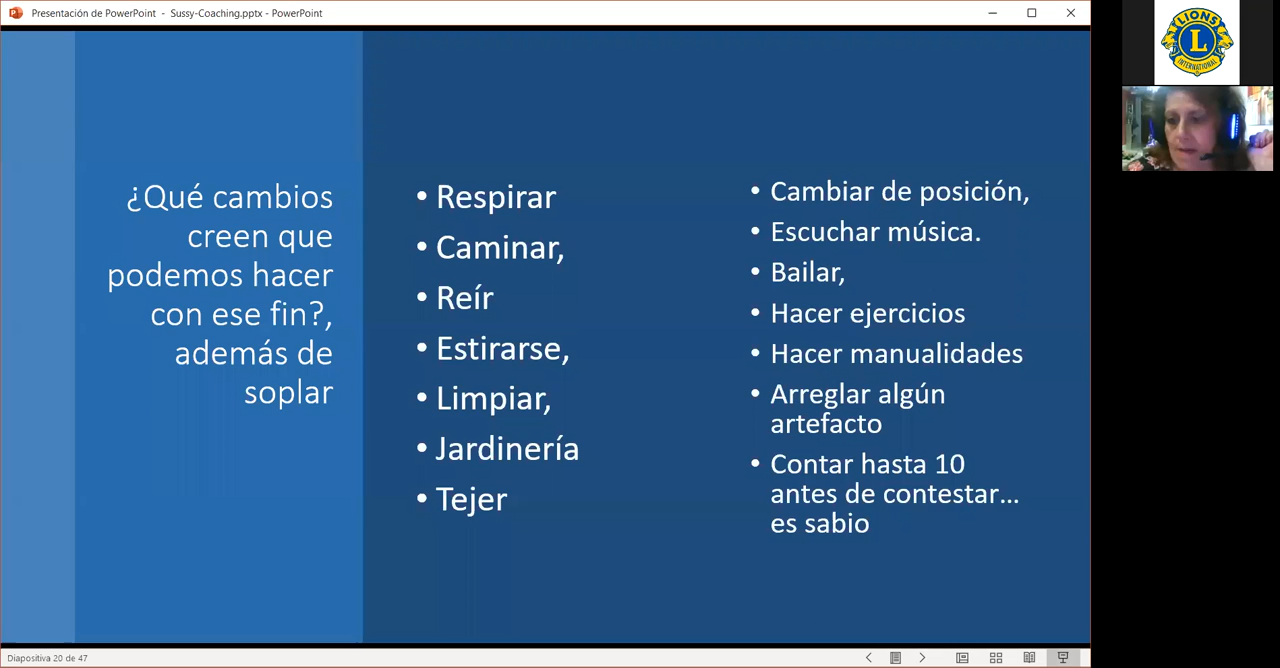 Presentación de PowerPoint - Sussy-Coaching.pptx - PowerPoint
¿Qué cambios
creen que
podemos hacer
con ese fin?,
además de
soplar
• Respirar
• Caminar,
• Reír
• Estirarse,
• Limpiar,
• Jardinería
• Tejer
• Cambiar de posición,
• Escuchar música.
• Bailar,
• Hacer ejercicios
• Hacer manualidades
• Arreglar algún
artefacto
• Contar hasta 10
antes de contestar...
es sabio
Diapositiva 20 de 47
LIONS
L
INTERNATIONAL